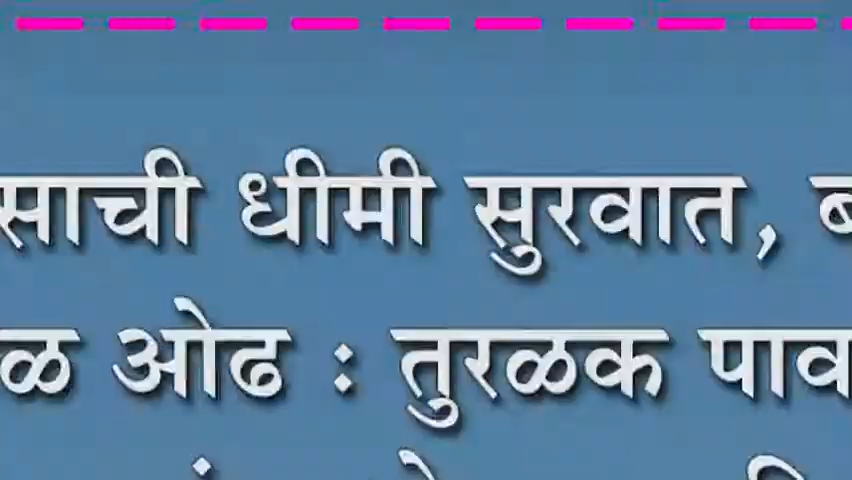 साची धीमी सुरवात, ब
ळ ओढ : तुरळक पाव